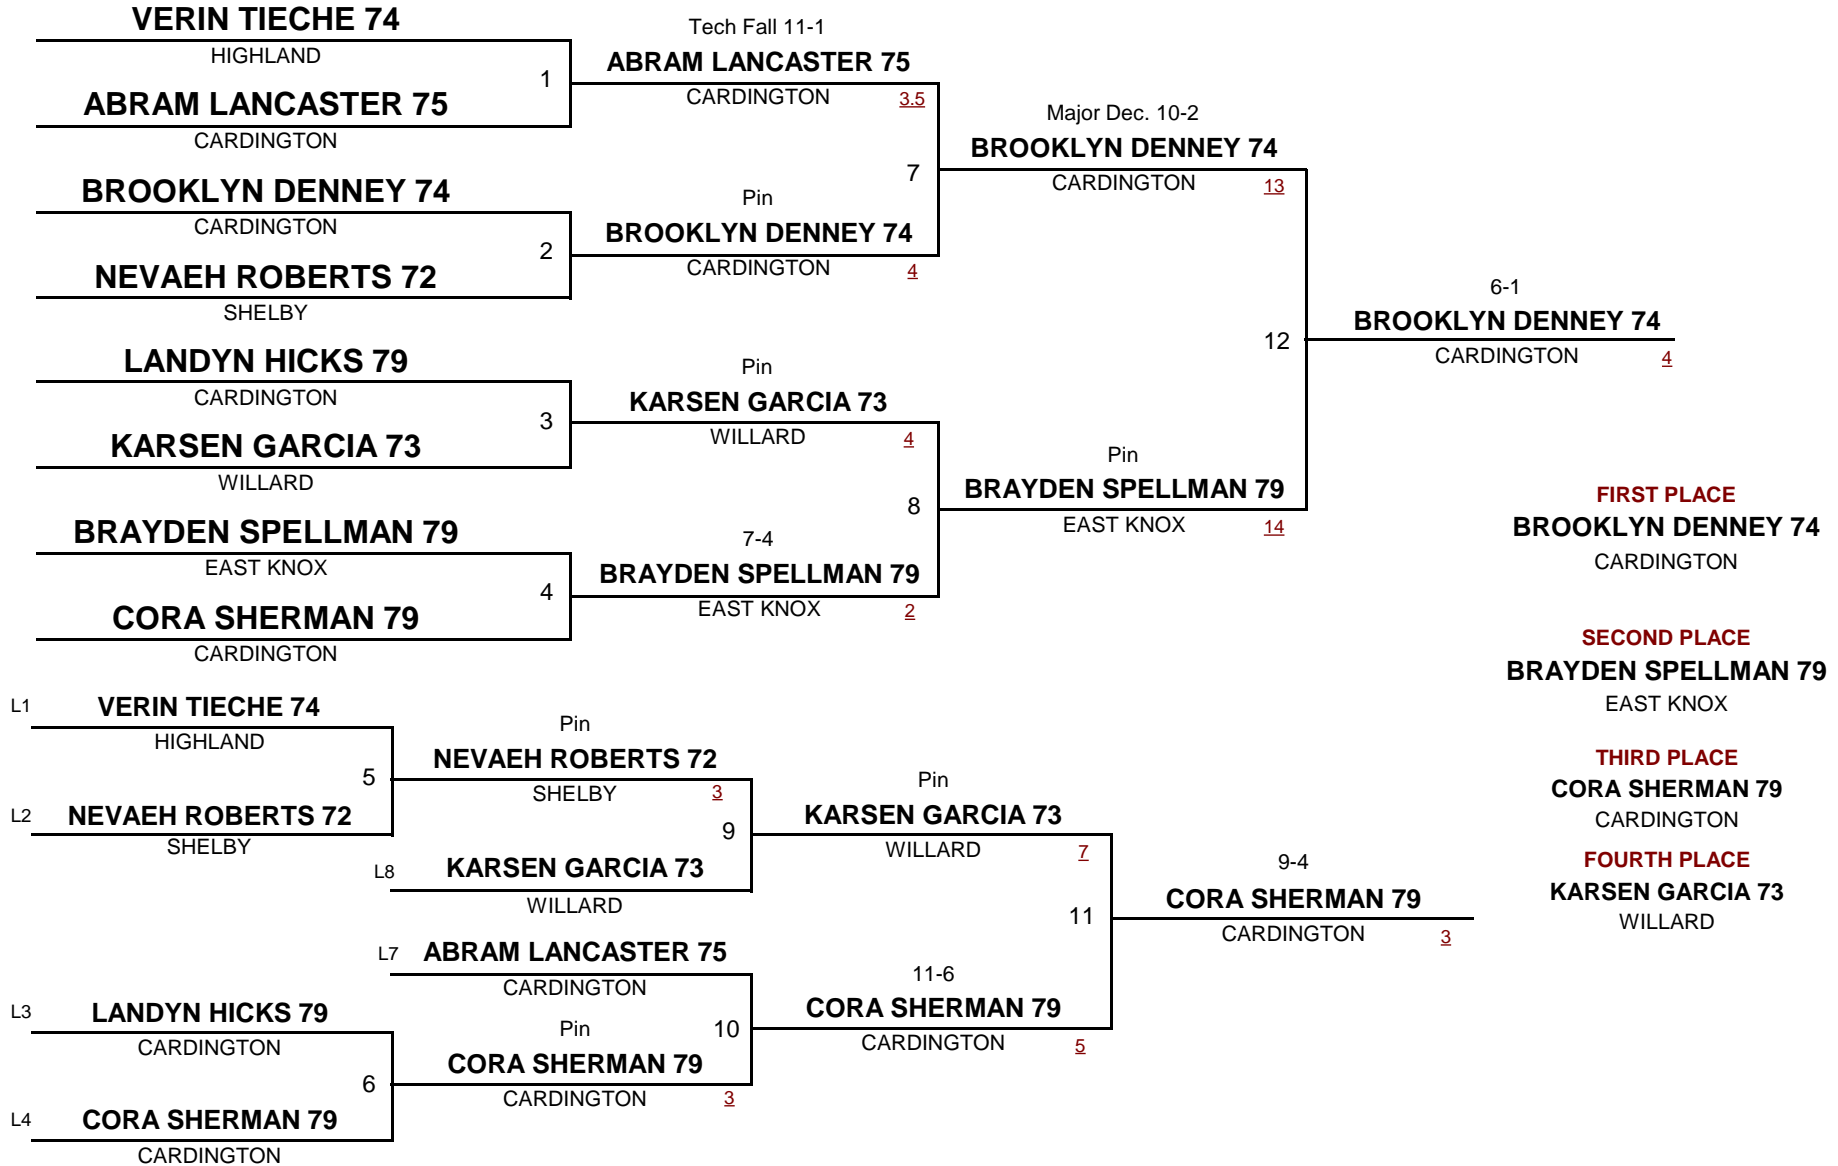 VERIN TIECHE 74
HIGHLAND
1
ABRAM LANCASTER 75
CARDINGTON
BROOKLYN DENNEY 74
CARDINGTON
2
NEVAEH ROBERTS 72
SHELBY
LANDYN HICKS 79
CARDINGTON
3
KARSEN GARCIA 73
WILLARD
BRAYDEN SPELLMAN 79
EAST KNOX
4
CORA SHERMAN 79
CARDINGTON
Tech Fall 11-1
ABRAM LANCASTER 75
CARDINGTON 3.5
7
Pin
BROOKLYN DENNEY 74
CARDINGTON 4
Pin
KARSEN GARCIA 73
WILLARD 4
8
7-4
BRAYDEN SPELLMAN 79
EAST KNOX 2
Major Dec. 10-2
BROOKLYN DENNEY 74
CARDINGTON 13
12
Pin
BRAYDEN SPELLMAN 79
EAST KNOX 14
6-1
BROOKLYN DENNEY 74
CARDINGTON 4
FIRST PLACE
BROOKLYN DENNEY 74
CARDINGTON
SECOND PLACE
BRAYDEN SPELLMAN 79
EAST KNOX
THIRD PLACE
CORA SHERMAN 79
CARDINGTON
FOURTH PLACE
KARSEN GARCIA 73
WILLARD
L1 VERIN TIECHE 74
HIGHLAND
5
L2 NEVAEH ROBERTS 72
SHELBY
L3 LANDYN HICKS 79
CARDINGTON
6
L4 CORA SHERMAN 79
CARDINGTON
Pin
NEVAEH ROBERTS 72
SHELBY 3
9
L8 KARSEN GARCIA 73
WILLARD
L7 ABRAM LANCASTER 75
CARDINGTON
10
Pin
CORA SHERMAN 79
CARDINGTON 3
Pin
KARSEN GARCIA 73
WILLARD 7
11
11-6
CORA SHERMAN 79
CARDINGTON 5
9-4
CORA SHERMAN 79
CARDINGTON 3